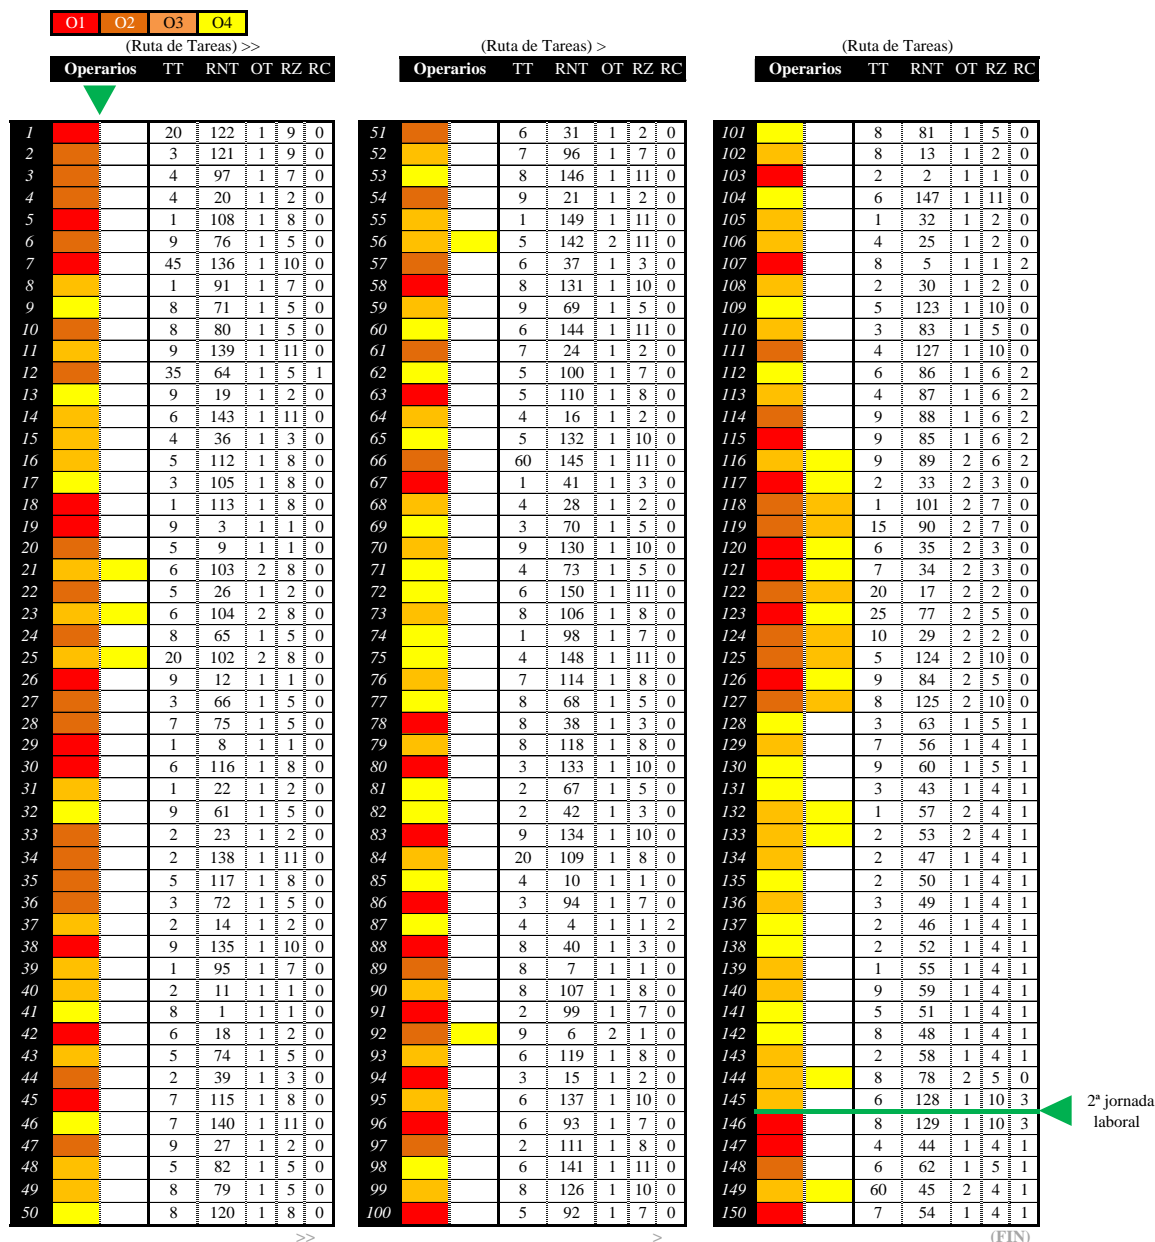 O1 O2 O3 O4
(Ruta de Tareas) >>
Operarios TT RNT OT RZ RC
1 20 122 1 9 0
2 3 121 1 9 0
3 4 97 1 7 0
4 4 20 1 2 0
5 1 108 1 8 0
6 9 76 1 5 0
7 45 136 1 10 0
8 1 91 1 7 0
9 8 71 1 5 0
10 8 80 1 5 0
11 9 139 1 11 0
12 35 64 1 5 1
13 9 19 1 2 0
14 6 143 1 11 0
15 4 36 1 3 0
16 5 112 1 8 0
17 3 105 1 8 0
18 1 113 1 8 0
19 9 3 1 1 0
20 5 9 1 1 0
21 6 103 2 8 0
22 5 26 1 2 0
23 6 104 2 8 0
24 8 65 1 5 0
25 20 102 2 8 0
26 9 12 1 1 0
27 3 66 1 5 0
28 7 75 1 5 0
29 1 8 1 1 0
30 6 116 1 8 0
31 1 22 1 2 0
32 9 61 1 5 0
33 2 23 1 2 0
34 2 138 1 11 0
35 5 117 1 8 0
36 3 72 1 5 0
37 2 14 1 2 0
38 9 135 1 10 0
39 1 95 1 7 0
40 2 11 1 1 0
41 8 1 1 1 0
42 6 18 1 2 0
43 5 74 1 5 0
44 2 39 1 3 0
45 7 115 1 8 0
46 7 140 1 11 0
47 9 27 1 2 0
48 5 82 1 5 0
49 8 79 1 5 0
50 8 120 1 8 0
>>
(Ruta de Tareas) >
Operarios TT RNT OT RZ RC
51 6 31 1 2 0
52 7 96 1 7 0
53 8 146 1 11 0
54 9 21 1 2 0
55 1 149 1 11 0
56 5 142 2 11 0
57 6 37 1 3 0
58 8 131 1 10 0
59 9 69 1 5 0
60 6 144 1 11 0
61 7 24 1 2 0
62 5 100 1 7 0
63 5 110 1 8 0
64 4 16 1 2 0
65 5 132 1 10 0
66 60 145 1 11 0
67 1 41 1 3 0
68 4 28 1 2 0
69 3 70 1 5 0
70 9 130 1 10 0
71 4 73 1 5 0
72 6 150 1 11 0
73 8 106 1 8 0
74 1 98 1 7 0
75 4 148 1 11 0
76 7 114 1 8 0
77 8 68 1 5 0
78 8 38 1 3 0
79 8 118 1 8 0
80 3 133 1 10 0
81 2 67 1 5 0
82 2 42 1 3 0
83 9 134 1 10 0
84 20 109 1 8 0
85 4 10 1 1 0
86 3 94 1 7 0
87 4 4 1 1 2
88 8 40 1 3 0
89 8 7 1 1 0
90 8 107 1 8 0
91 2 99 1 7 0
92 9 6 2 1 0
93 6 119 1 8 0
94 3 15 1 2 0
95 6 137 1 10 0
96 6 93 1 7 0
97 2 111 1 8 0
98 6 141 1 11 0
99 8 126 1 10 0
100 5 92 1 7 0
>
(Ruta de Tareas)
Operarios TT RNT OT RZ RC
101 8 81 1 5 0
102 8 13 1 2 0
103 2 2 1 1 0
104 6 147 1 11 0
105 1 32 1 2 0
106 4 25 1 2 0
107 8 5 1 1 2
108 2 30 1 2 0
109 5 123 1 10 0
110 3 83 1 5 0
111 4 127 1 10 0
112 6 86 1 6 2
113 4 87 1 6 2
114 9 88 1 6 2
115 9 85 1 6 2
116 9 89 2 6 2
117 2 33 2 3 0
118 1 101 2 7 0
119 15 90 2 7 0
120 6 35 2 3 0
121 7 34 2 3 0
122 20 17 2 2 0
123 25 77 2 5 0
124 10 29 2 2 0
125 5 124 2 10 0
126 9 84 2 5 0
127 8 125 2 10 0
128 3 63 1 5 1
129 7 56 1 4 1
130 9 60 1 5 1
131 3 43 1 4 1
132 1 57 2 4 1
133 2 53 2 4 1
134 2 47 1 4 1
135 2 50 1 4 1
136 3 49 1 4 1
137 2 46 1 4 1
138 2 52 1 4 1
139 1 55 1 4 1
140 9 59 1 4 1
141 5 51 1 4 1
142 8 48 1 4 1
143 2 58 1 4 1
144 8 78 2 5 0
145 6 128 1 10 3
146 8 129 1 10 3
147 4 44 1 4 1
148 6 62 1 5 1
149 60 45 2 4 1
150 7 54 1 4 1
(FIN)
2ª jornada
laboral